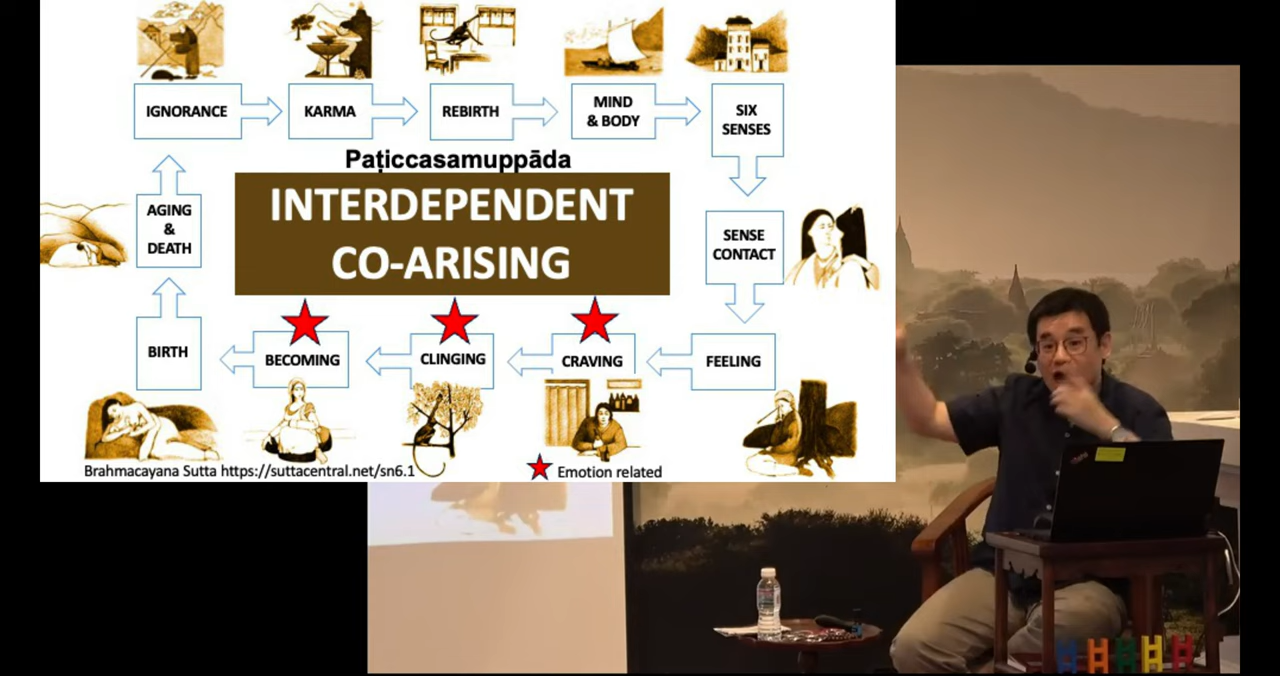 IGNORANCE
KARMA
REBIRTH
MIND
& BODY
SIX
SENSES
Paṭiccasamuppāda
INTERDEPENDENT
CO-ARISING
AGING
&
DEATH
SENSE
CONTACT
BIRTH
BECOMING
CLINGING
CRAVING
FEELING
Brahmacayana Sutta https://suttacentral.net/sn6.1
Emotion related